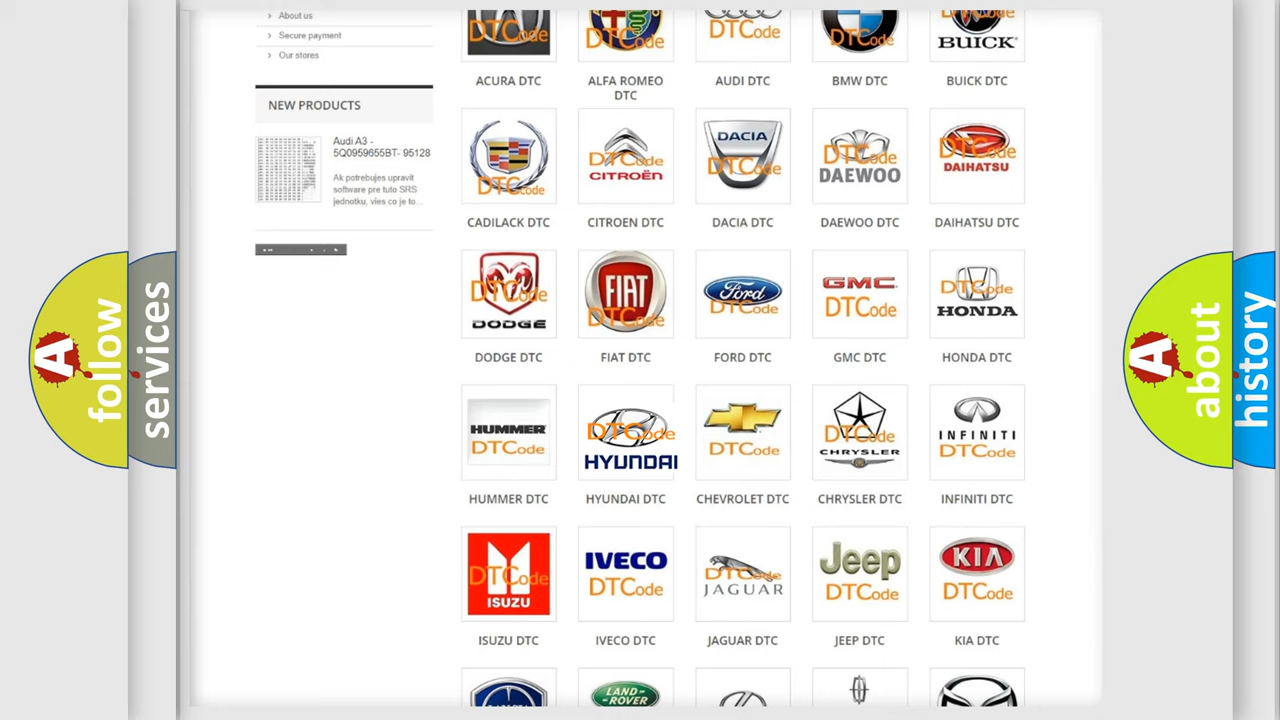 About us
Secure payment
Our stores
NEW PRODUCTS
Audi A3 -
5Q0959655BT- 95128
Ak potrebujes upravit
software pre tuto SRS
jednotku, vies co je to...
DTCode DTCode DTCode DTCode BUICK
ACURA DTC ALFA ROMEO DTC AUDI DTC BMW DTC BUICK DTC
DTCode DTCode CITROËN DACIA DTCode DTCode DAEWOO DTCode DAIHATSU
CADILACK DTC CITROEN DTC DACIA DTC DAEWOO DTC DAIHATSU DTC
DTCode DODGE FIAT DTCode Ford DTCode GMC DTCode DTCode HONDA
DODGE DTC FIAT DTC FORD DTC GMC DTC HONDA DTC
HUMMER DTCode DTCode HYUNDAI DTCode DTCode CHRYSLER INFINITI DTCode
HUMMER DTC HYUNDAI DTC CHEVROLET DTC CHRYSLER DTC INFINITI DTC
DTCode ISUZU IVECO DTCode DTCode JAGUAR Jeep DTCode KIA DTCode
ISUZU DTC IVECO DTC JAGUAR DTC JEEP DTC KIA DTC
LAND-ROVER
A follow
services
A about
history